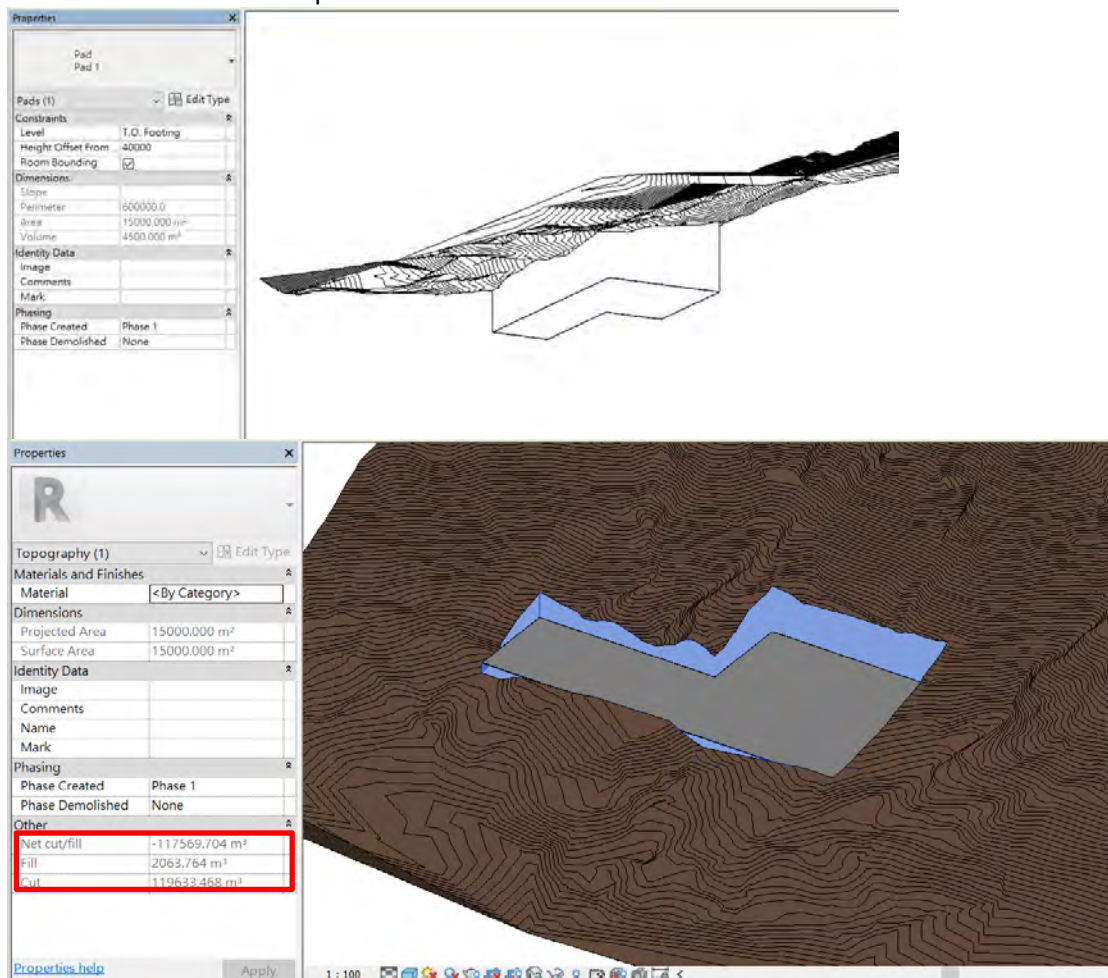 Properties
Pad
Pad 1
Pads (1)
Edit Type
Constraints
Level T.O. Footing
Height Offset From 40000
Room Bounding
Dimensions
Slope
Perimeter 600000.0
Area 15000.000 m²
Volume 4500.000 m³
Identity Data
Image
Comments
Mark
Phasing
Phase Created Phase 1
Phase Demolished None
Properties
R
Topography (1)
Edit Type
Materials and Finishes
Material <By Category>
Dimensions
Projected Area 15000.000 m²
Surface Area 15000.000 m²
Identity Data
Image
Comments
Name
Mark
Phasing
Phase Created Phase 1
Phase Demolished None
Other
Net cut/fill -117569.704 m³
Fill 2063.764 m³
Cut 119633.468 m³
Properties help
Apply
1 : 100